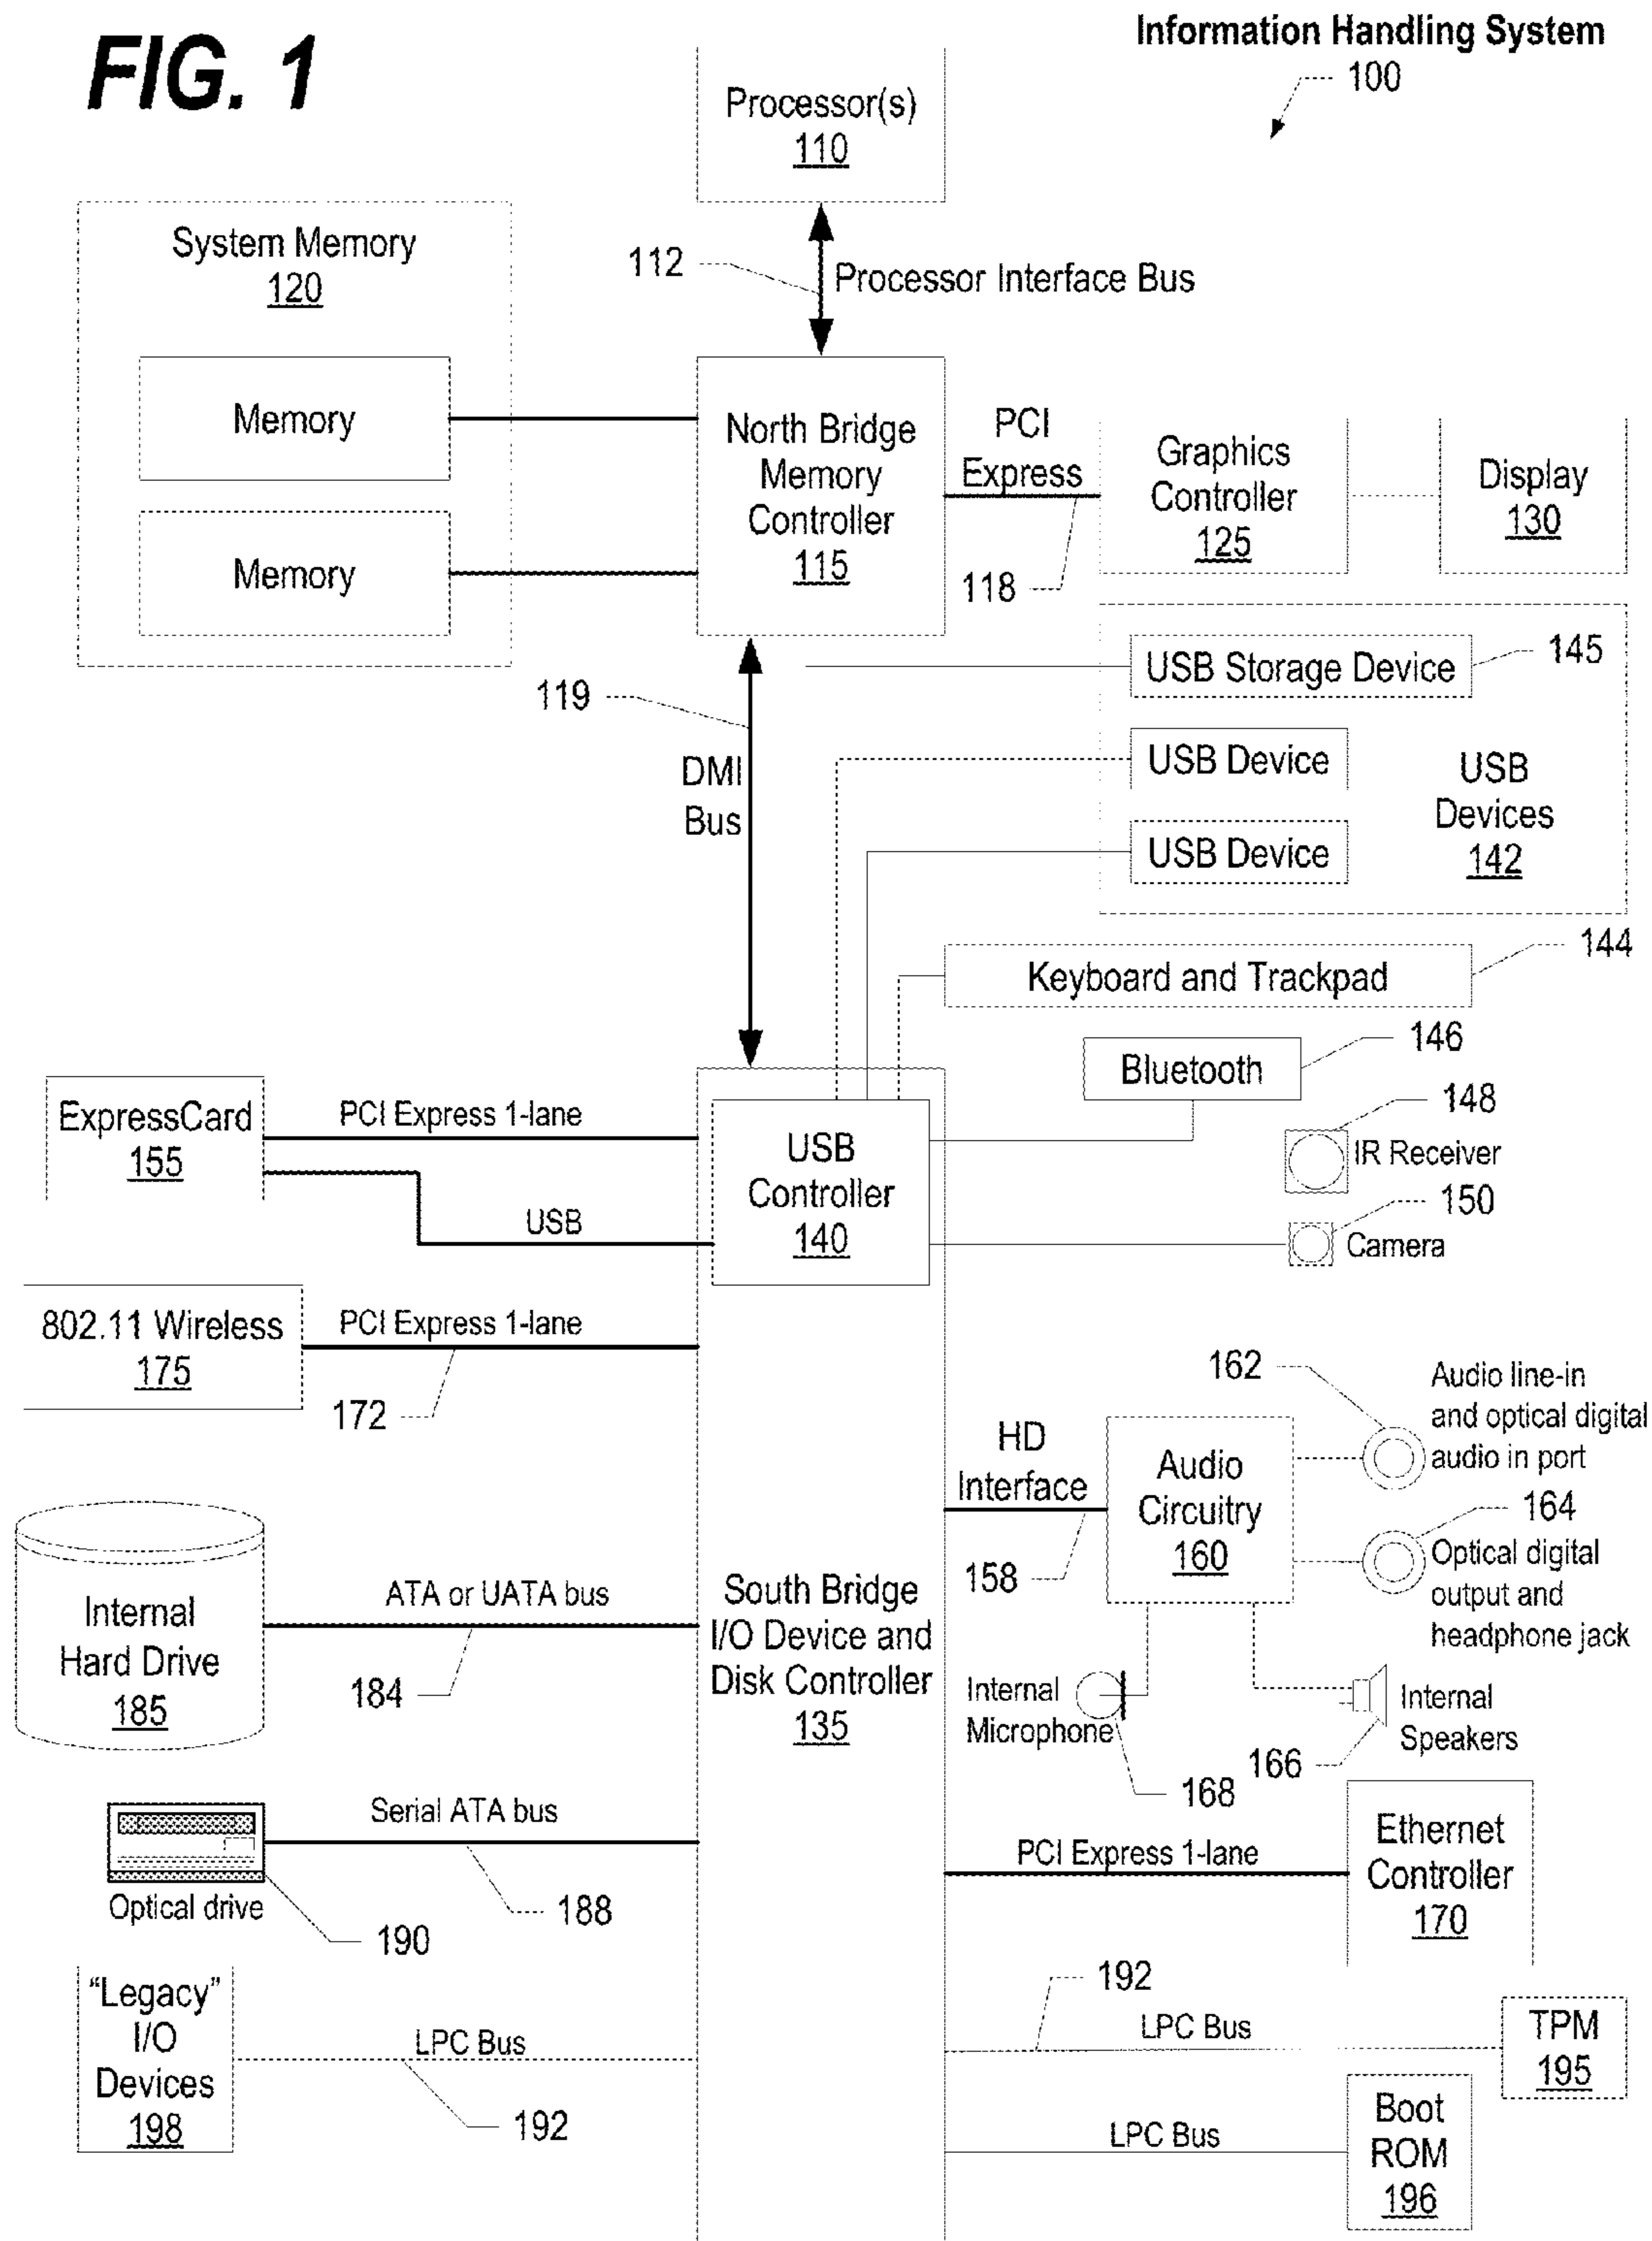 FIG. 1
Information Handling System
100
Processor(s)
110
System Memory
120
112
Processor Interface Bus
Memory
Memory
North Bridge
Memory
Controller
115
PCI
Express
118
Graphics
Controller
125
Display
130
119
DMI
Bus
USB Storage Device
145
USB Device
USB Device
USB
Devices
142
Keyboard and Trackpad
144
Bluetooth
146
148
IR Receiver
150
Camera
ExpressCard
155
PCI Express 1-lane
USB
USB
Controller
140
802.11 Wireless
175
PCI Express 1-lane
172
162
Audio line-in
and optical digital
audio in port
HD
Interface
158
Audio
Circuitry
160
164
Optical digital
output and
headphone jack
Internal
Hard Drive
185
ATA or UATA bus
184
South Bridge
I/O Device and
Disk Controller
135
Internal
Microphone
168
Internal
Speakers
166
Serial ATA bus
188
Optical drive
190
PCI Express 1-lane
Ethernet
Controller
170
"Legacy"
I/O
Devices
198
LPC Bus
192
192
LPC Bus
TPM
195
LPC Bus
Boot
ROM
196